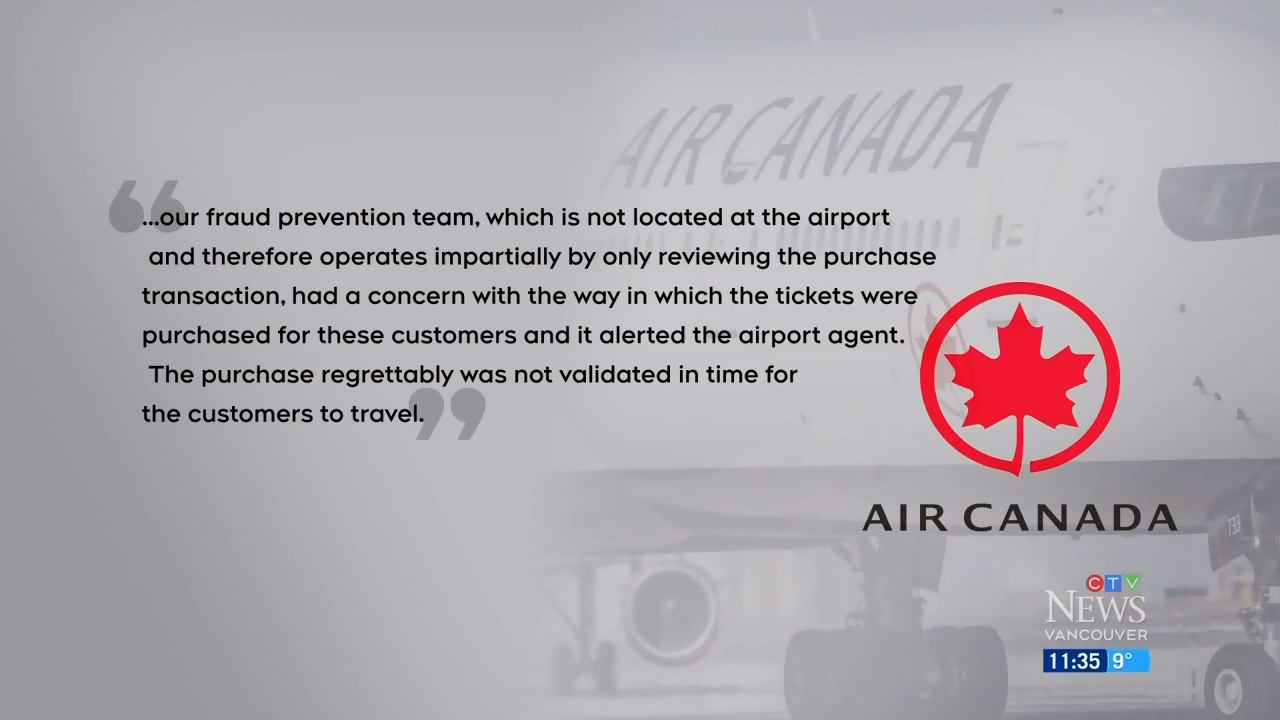 AIR CANADA
“...our fraud prevention team, which is not located at the airport
and therefore operates impartially by only reviewing the purchase
transaction, had a concern with the way in which the tickets were
purchased for these customers and it alerted the airport agent.
The purchase regrettably was not validated in time for
the customers to travel.”
AIR CANADA
733
CTV
NEWS
VANCOUVER
11:35 9°